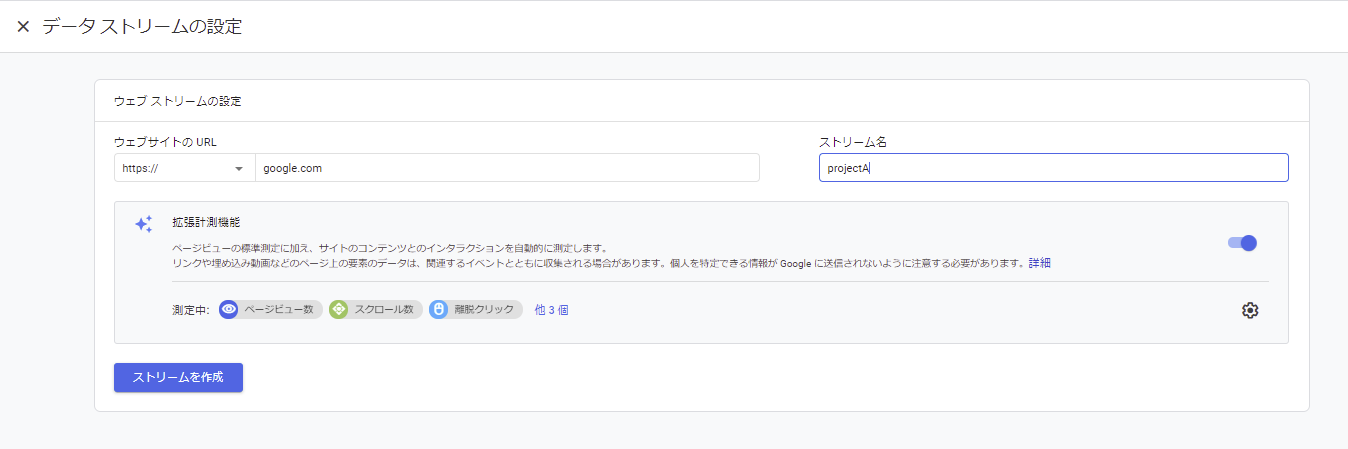 データ ストリームの設定
ウェブ ストリームの設定
ウェブサイトの URL
ストリーム名
https://
google.com
projectA
拡張計測機能
ページビューの標準測定に加え、サイトのコンテンツとのインタラクションを自動的に測定します。
リンクや埋め込み動画などのページ上の要素のデータは、関連するイベントとともに収集される場合があります。個人を特定できる情報が Google に送信されないように注意する必要があります。詳細
測定中: ページビュー数 スクロール数 離脱クリック 他 3 個
ストリームを作成